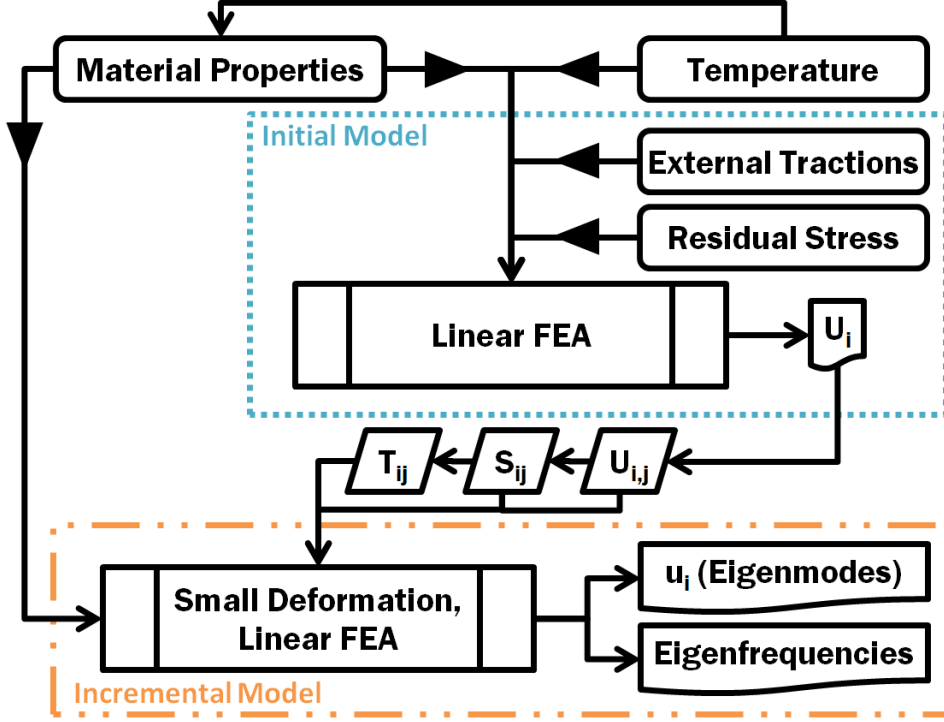 Material Properties
Temperature
Initial Model
External Tractions
Residual Stress
Linear FEA
Uᵢ
Tᵢⱼ
Sᵢⱼ
Uᵢ,ⱼ
Small Deformation,
Linear FEA
uᵢ (Eigenmodes)
Eigenfrequencies
Incremental Model